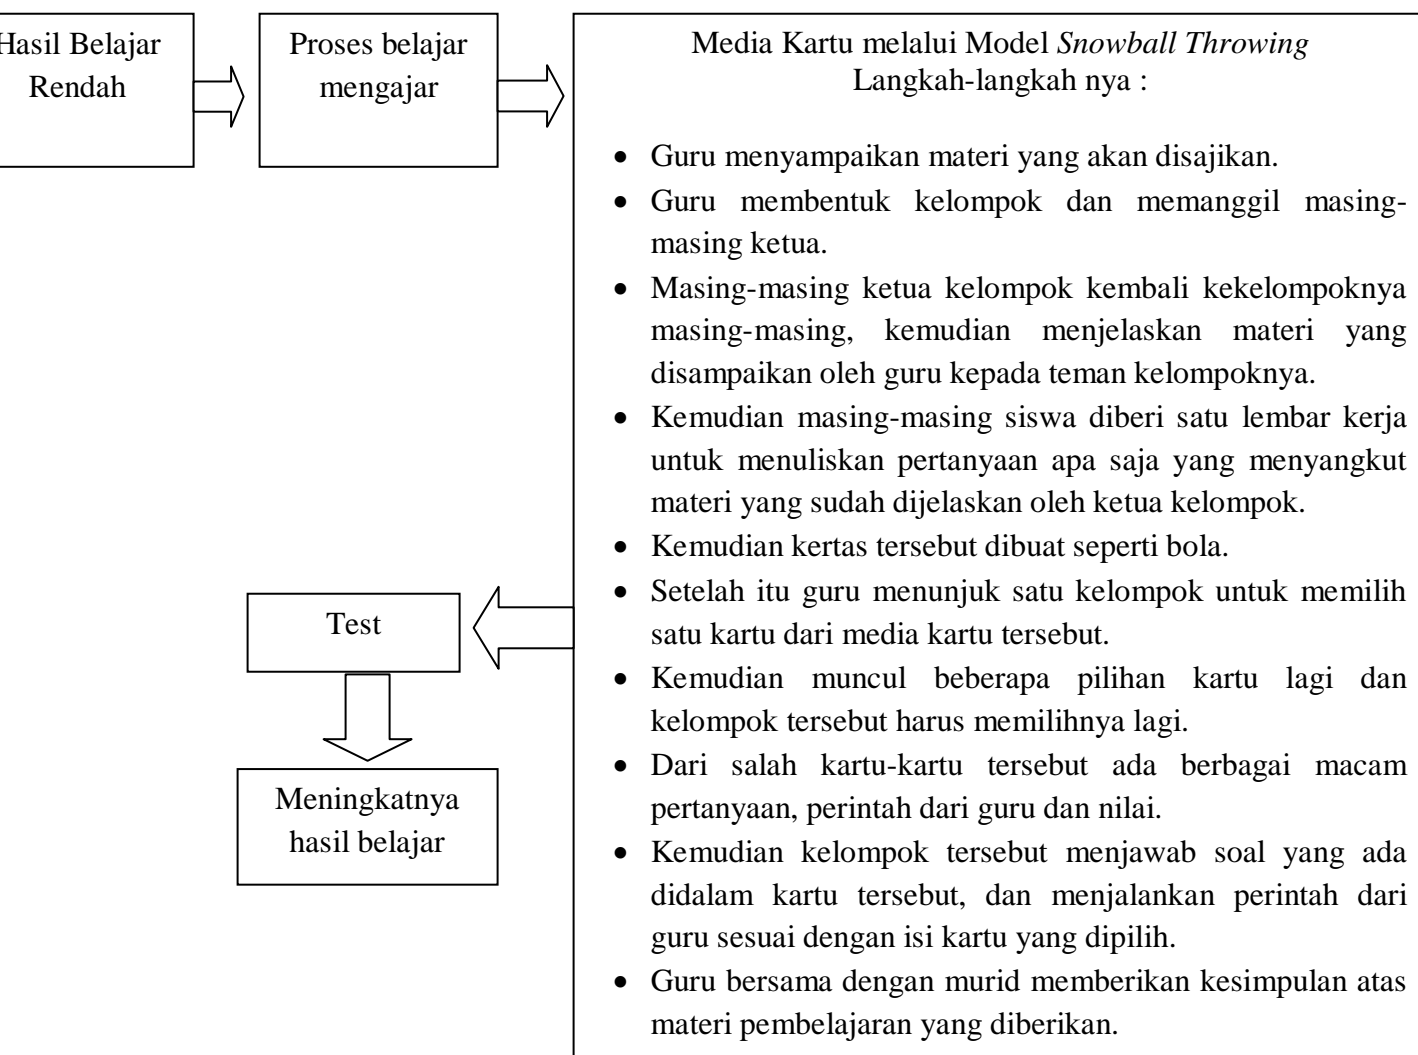 Hasil Belajar
Rendah
Proses belajar
mengajar
Media Kartu melalui Model Snowball Throwing
Langkah-langkah nya :
• Guru menyampaikan materi yang akan disajikan.
• Guru membentuk kelompok dan memanggil masing-
masing ketua.
• Masing-masing ketua kelompok kembali kekelompoknya
masing-masing, kemudian menjelaskan materi yang
disampaikan oleh guru kepada teman kelompoknya.
• Kemudian masing-masing siswa diberi satu lembar kerja
untuk menuliskan pertanyaan apa saja yang menyangkut
materi yang sudah dijelaskan oleh ketua kelompok.
• Kemudian kertas tersebut dibuat seperti bola.
• Setelah itu guru menunjuk satu kelompok untuk memilih
satu kartu dari media kartu tersebut.
• Kemudian muncul beberapa pilihan kartu lagi dan
kelompok tersebut harus memilihnya lagi.
• Dari salah kartu-kartu tersebut ada berbagai macam
pertanyaan, perintah dari guru dan nilai.
• Kemudian kelompok tersebut menjawab soal yang ada
didalam kartu tersebut, dan menjalankan perintah dari
guru sesuai dengan isi kartu yang dipilih.
• Guru bersama dengan murid memberikan kesimpulan atas
materi pembelajaran yang diberikan.
Test
Meningkatnya
hasil belajar